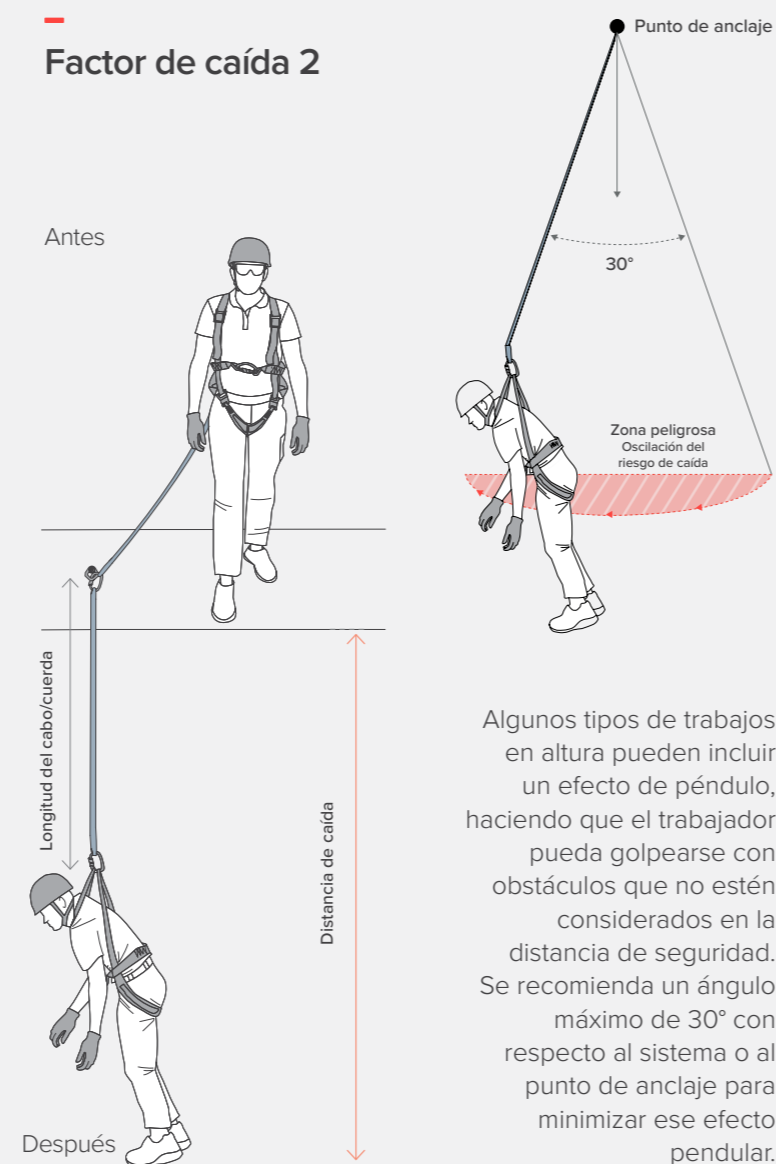 Factor de caída 2
Antes
Longitud del cabo/cuerda
Distancia de caída
Después
Punto de anclaje
30°
Zona peligrosa
Oscilación del
riesgo de caída
Algunos tipos de trabajos
en altura pueden incluir
un efecto de péndulo,
haciendo que el trabajador
pueda golpearse con
obstáculos que no estén
considerados en la
distancia de seguridad.
Se recomienda un ángulo
máximo de 30° con
respecto al sistema o al
punto de anclaje para
minimizar ese efecto
pendular.